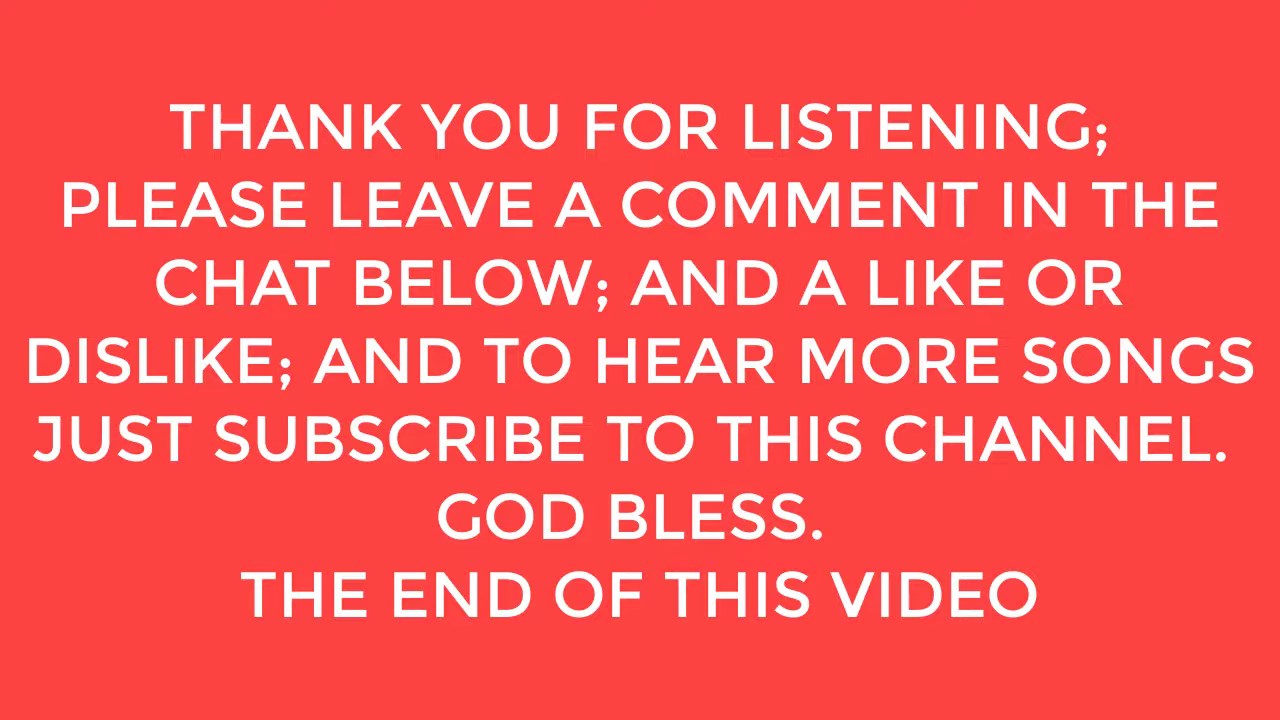 THANK YOU FOR LISTENING;
PLEASE LEAVE A COMMENT IN THE
CHAT BELOW; AND A LIKE OR
DISLIKE; AND TO HEAR MORE SONGS
JUST SUBSCRIBE TO THIS CHANNEL.
GOD BLESS.
THE END OF THIS VIDEO